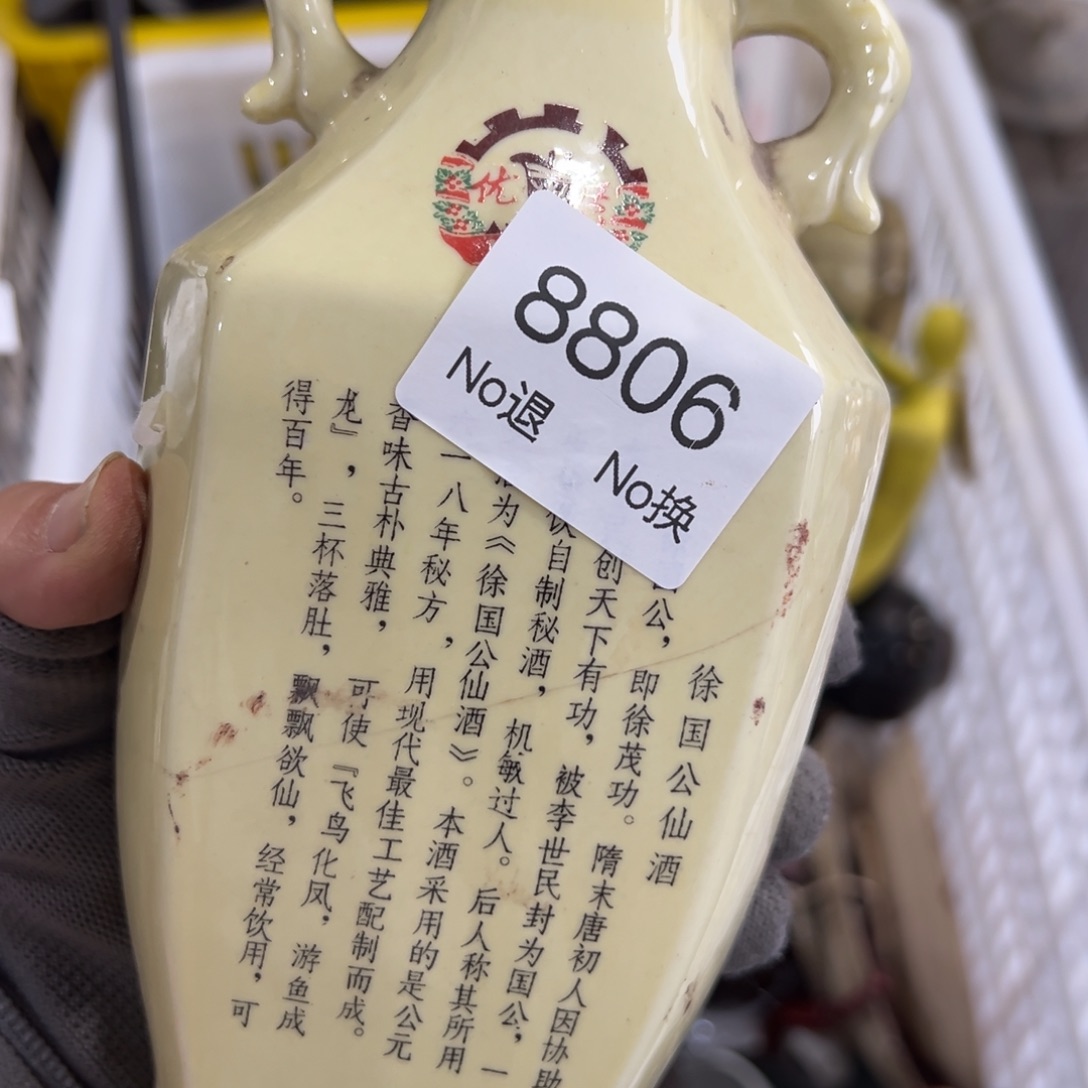 优
8806
No退 No换
徐国公仙酒
公，即徐茂功。隋末唐初人因协助
创天下有功，被李世民封为国公，一
饮自制秘酒，机敏过人。后人称其所用
酒为《徐国公仙酒》。本酒采用的是公元
一八年秘方，用现代最佳工艺配制而成。
香味古朴典雅，可使『飞鸟化凤，游鱼成
龙』，三杯落肚，飘飘欲仙，经常饮用，可
得百年。